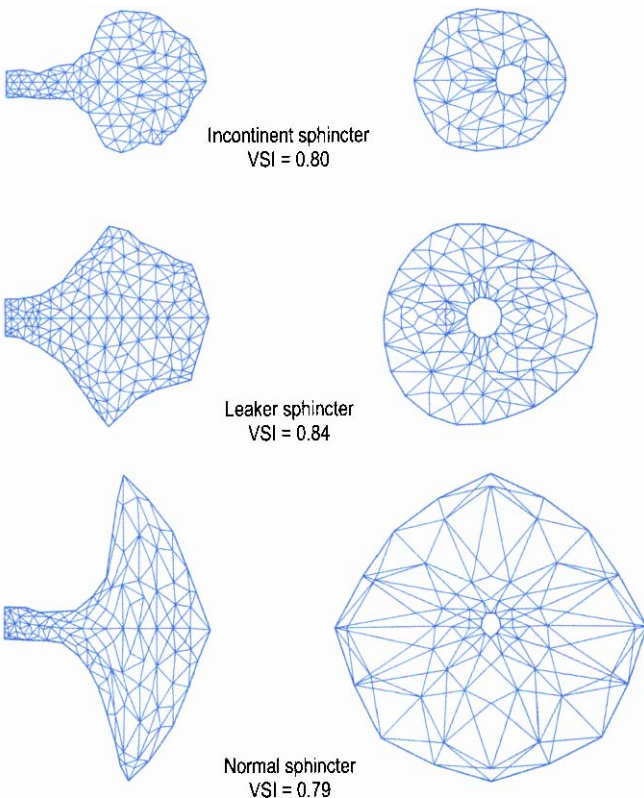 Incontinent sphincter
VSI = 0.80
Leaker sphincter
VSI = 0.84
Normal sphincter
VSI = 0.79